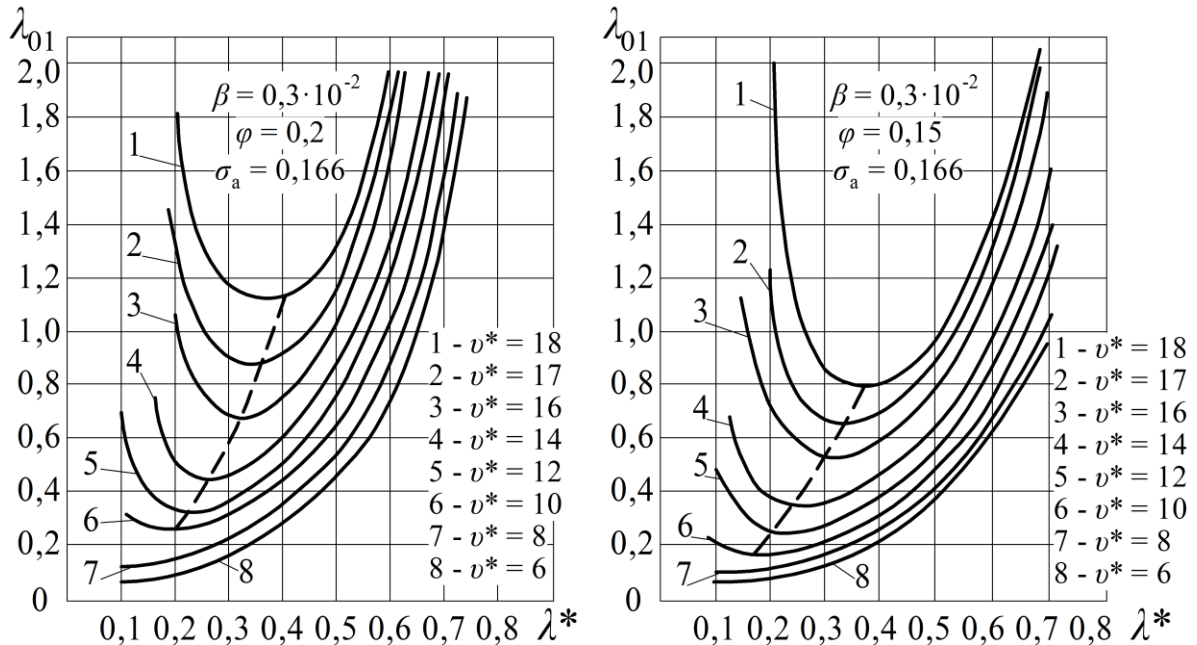 λ01
2,0
1,8
1,6
1,4
1,2
1,0
0,8
0,6
0,4
0,2
0
β = 0,3·10-2
φ = 0,2
σa = 0,166
1
2
3
4
5
6
7
8
1 - υ* = 18
2 - υ* = 17
3 - υ* = 16
4 - υ* = 14
5 - υ* = 12
6 - υ* = 10
7 - υ* = 8
8 - υ* = 6
0,1 0,2 0,3 0,4 0,5 0,6 0,7 0,8 λ*
λ01
2,0
1,8
1,6
1,4
1,2
1,0
0,8
0,6
0,4
0,2
0
β = 0,3·10-2
φ = 0,15
σa = 0,166
1
2
3
4
5
6
7
8
1 - υ* = 18
2 - υ* = 17
3 - υ* = 16
4 - υ* = 14
5 - υ* = 12
6 - υ* = 10
7 - υ* = 8
8 - υ* = 6
0,1 0,2 0,3 0,4 0,5 0,6 0,7 0,8 λ*